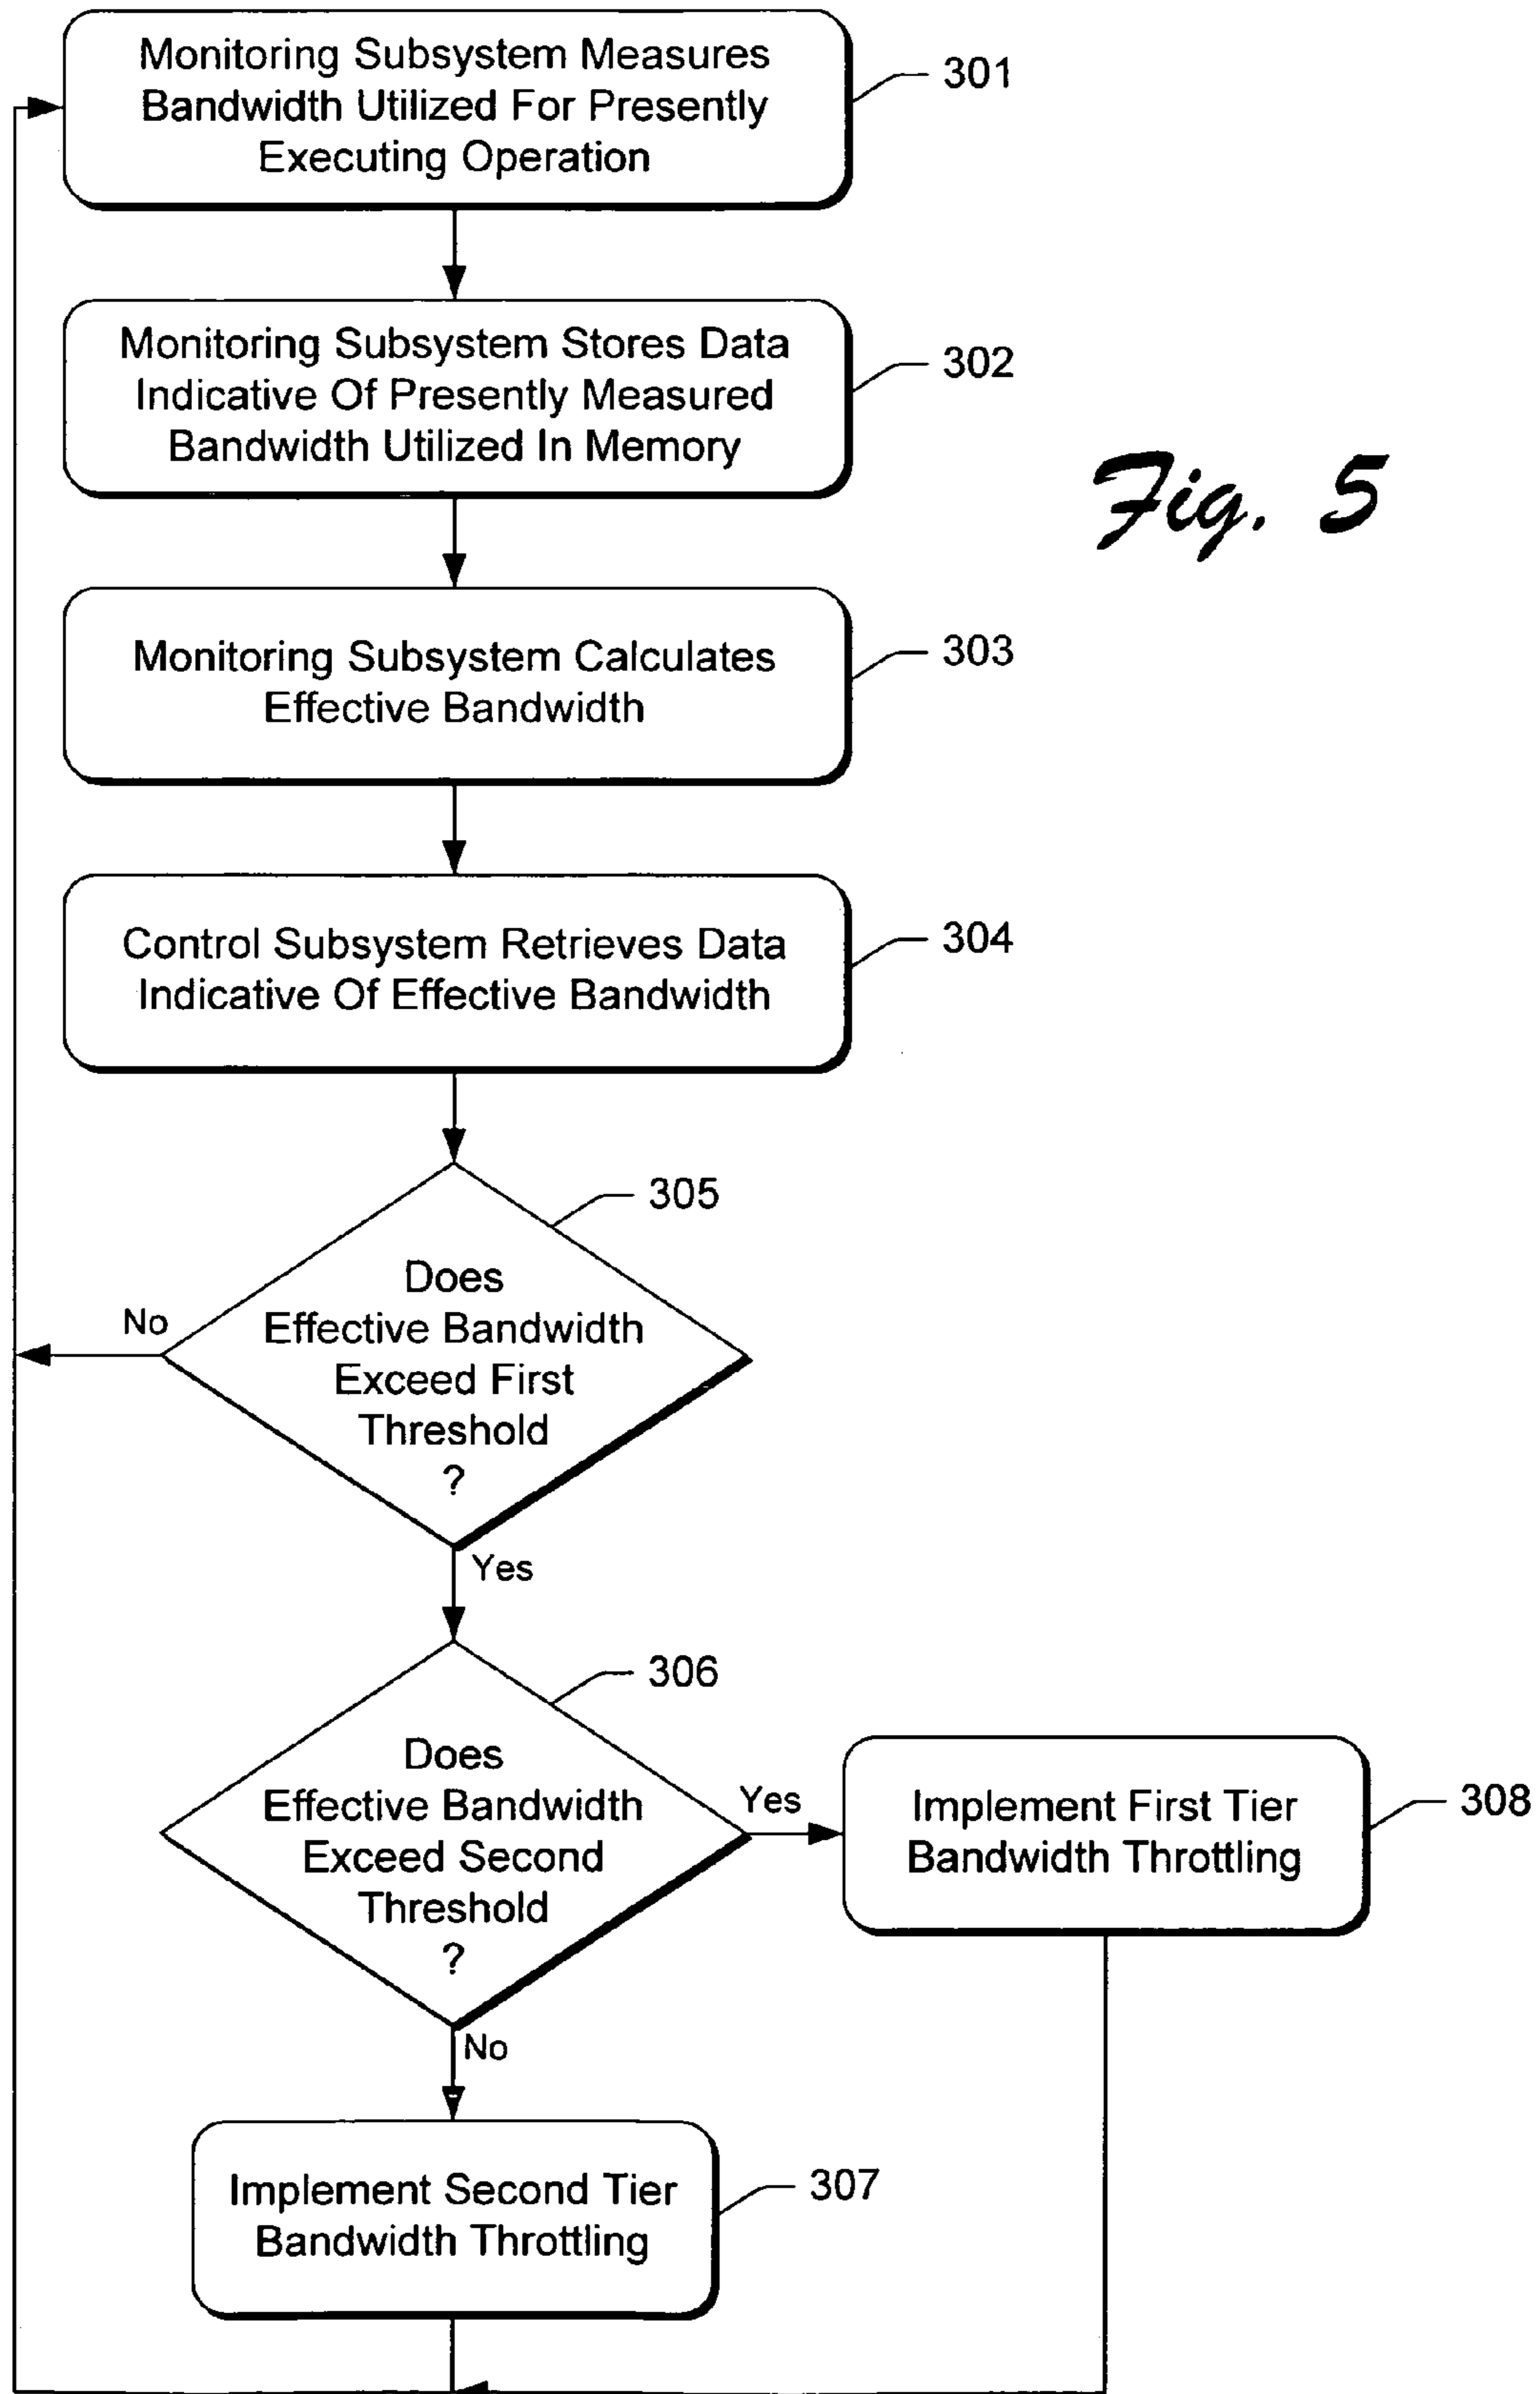 Monitoring Subsystem Measures
Bandwidth Utilized For Presently
Executing Operation
301
Monitoring Subsystem Stores Data
Indicative Of Presently Measured
Bandwidth Utilized In Memory
302
Fig. 5
Monitoring Subsystem Calculates
Effective Bandwidth
303
Control Subsystem Retrieves Data
Indicative Of Effective Bandwidth
304
305
Does
Effective Bandwidth
Exceed First
Threshold
?
No
Yes
306
Does
Effective Bandwidth
Exceed Second
Threshold
?
Yes
Implement First Tier
Bandwidth Throttling
308
No
Implement Second Tier
Bandwidth Throttling
307